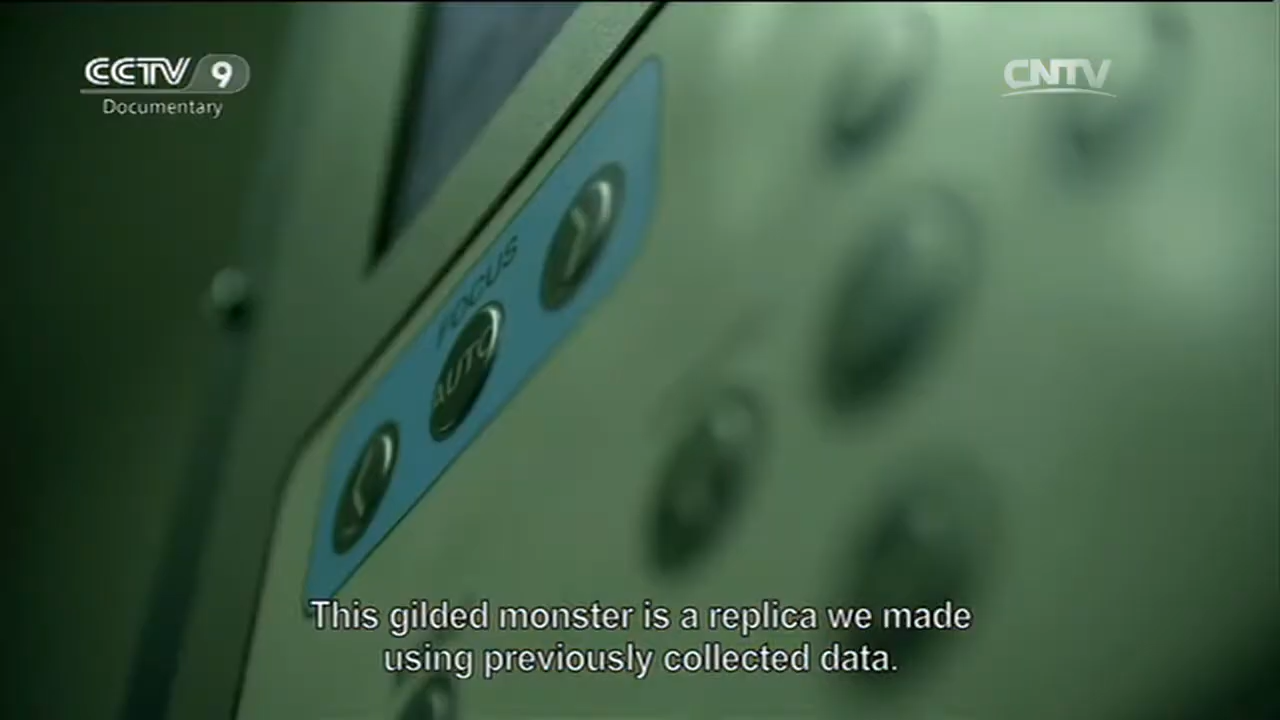 CCTV 9
Documentary
CNTV
FOCUS
AUTO
This gilded monster is a replica we made
using previously collected data.